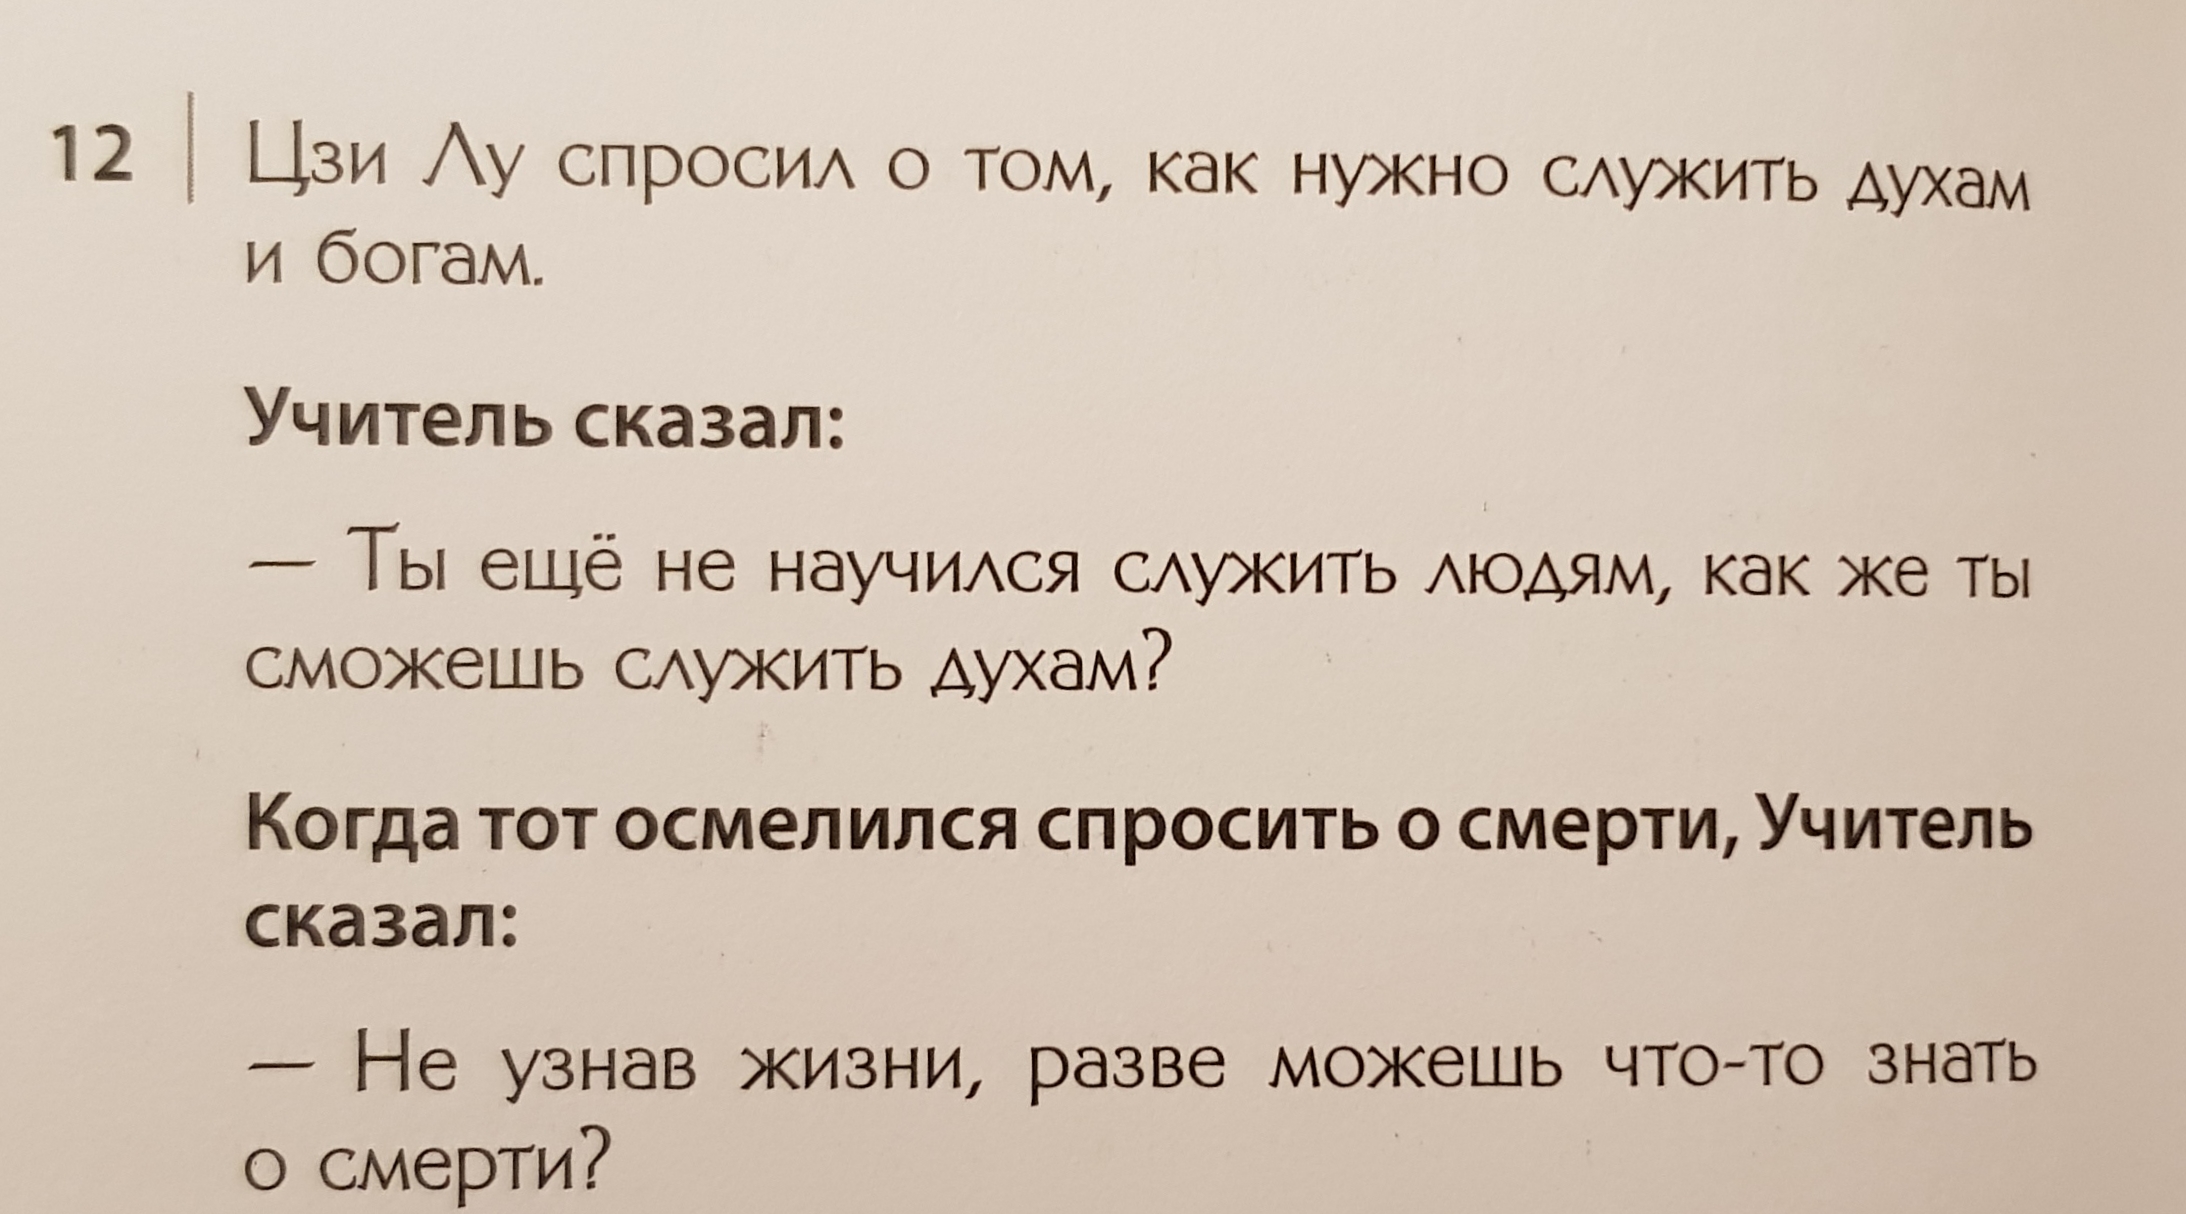 12 Цзи Лу спросил о том, как нужно служить духам
и богам.
Учитель сказал:
— Ты ещё не научился служить людям, как же ты
сможешь служить духам?
Когда тот осмелился спросить о смерти, Учитель
сказал:
— Не узнав жизни, разве можешь что-то знать
о смерти?